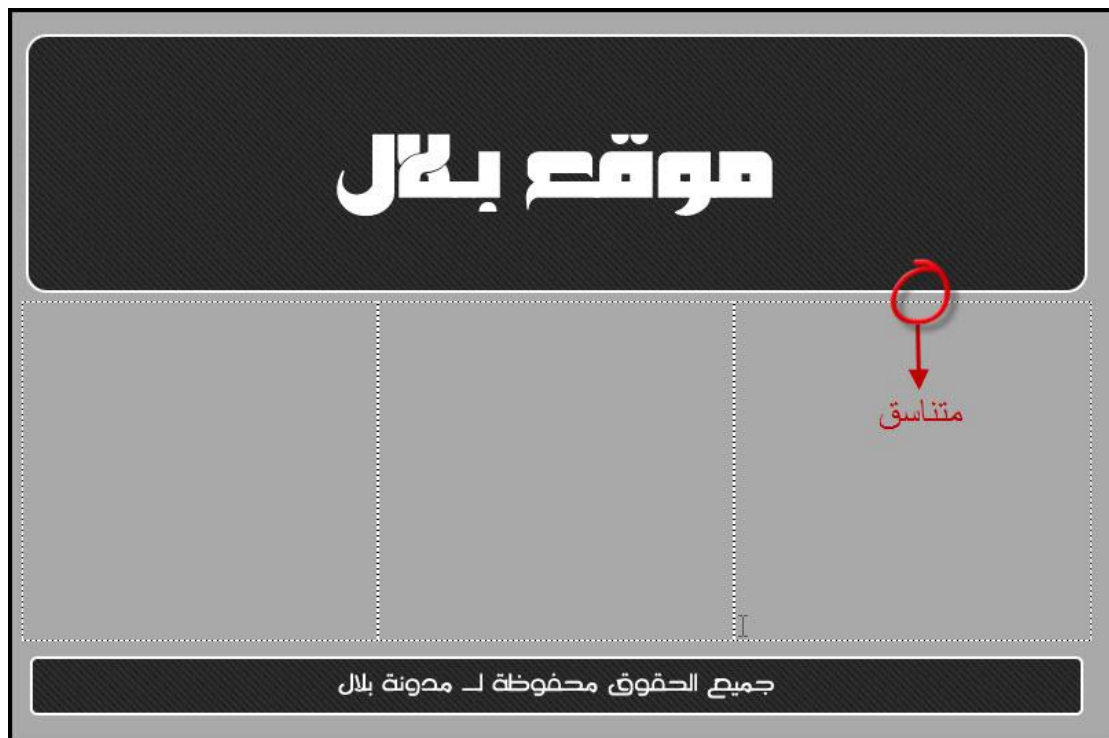 موقع بلال
متناسق
جميع الحقوق محفوظة لـ مدونة بلال